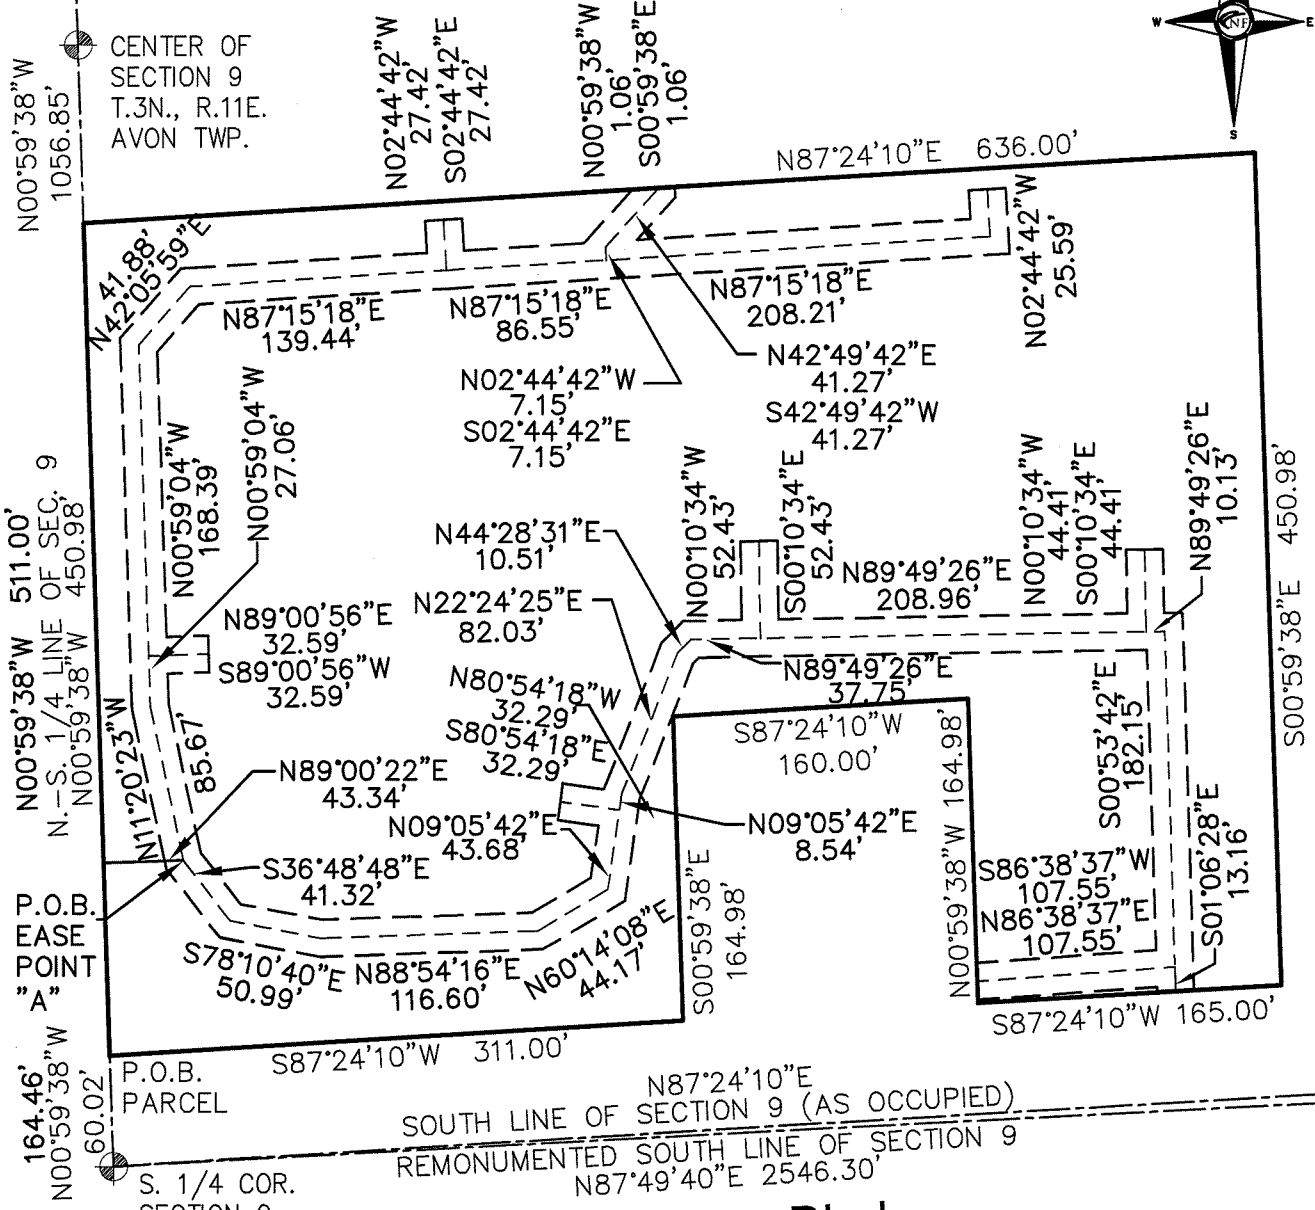 CENTER OF
SECTION 9
T.3N., R.11E.
AVON TWP.
N00°59'38"W
1056.85'
N02°44'42"W
27.42'
S02°44'42"E
27.42'
N00°59'38"W
1.06'
S00°59'38"E
1.06'
W
NF
E
S
N87°24'10"E 636.00'
41.88'
N42°05'59"E
N87°15'18"E
139.44'
N87°15'18"E
86.55'
N87°15'18"E
208.21'
N02°44'42"W
25.59'
N42°49'42"E
41.27'
S42°49'42"W
41.27'
N02°44'42"W
7.15'
S02°44'42"E
7.15'
N00°59'04"W
168.39'
N00°59'04"W
27.06'
N00°59'38"W 511.00'
N.-S. 1/4 LINE OF SEC. 9
N00°59'38"W 450.98'
N44°28'31"E
10.51'
N00°10'34"W
52.43'
S00°10'34"E
52.43'
N89°49'26"E
208.96'
N00°10'34"W
44.41'
S00°10'34"E
44.41'
N89°49'26"E
10.13'
S00°59'38"E 450.98'
N22°24'25"E
82.03'
N89°00'56"E
32.59'
S89°00'56"W
32.59'
N80°54'18"W
32.29'
S80°54'18"E
32.29'
N89°49'26"E
37.75'
S87°24'10"W
160.00'
N11°20'23"W
85.67'
N89°00'22"E
43.34'
N09°05'42"E
43.68'
N09°05'42"E
8.54'
S36°48'48"E
41.32'
S00°59'38"E
164.98'
N00°59'38"W 164.98'
S00°53'42"E
182.15'
S86°38'37"W
107.55'
N86°38'37"E
107.55'
S01°06'28"E
13.16'
P.O.B.
EASE
POINT
"A"
S78°10'40"E
50.99'
N88°54'16"E
116.60'
N60°14'08"E
44.17'
S87°24'10"W 165.00'
S87°24'10"W 311.00'
164.46'
N00°59'38"W
60.02'
P.O.B.
PARCEL
N87°24'10"E
SOUTH LINE OF SECTION 9 (AS OCCUPIED)
REMONUMENTED SOUTH LINE OF SECTION 9
N87°49'40"E 2546.30'
S. 1/4 COR.
SECTION 9